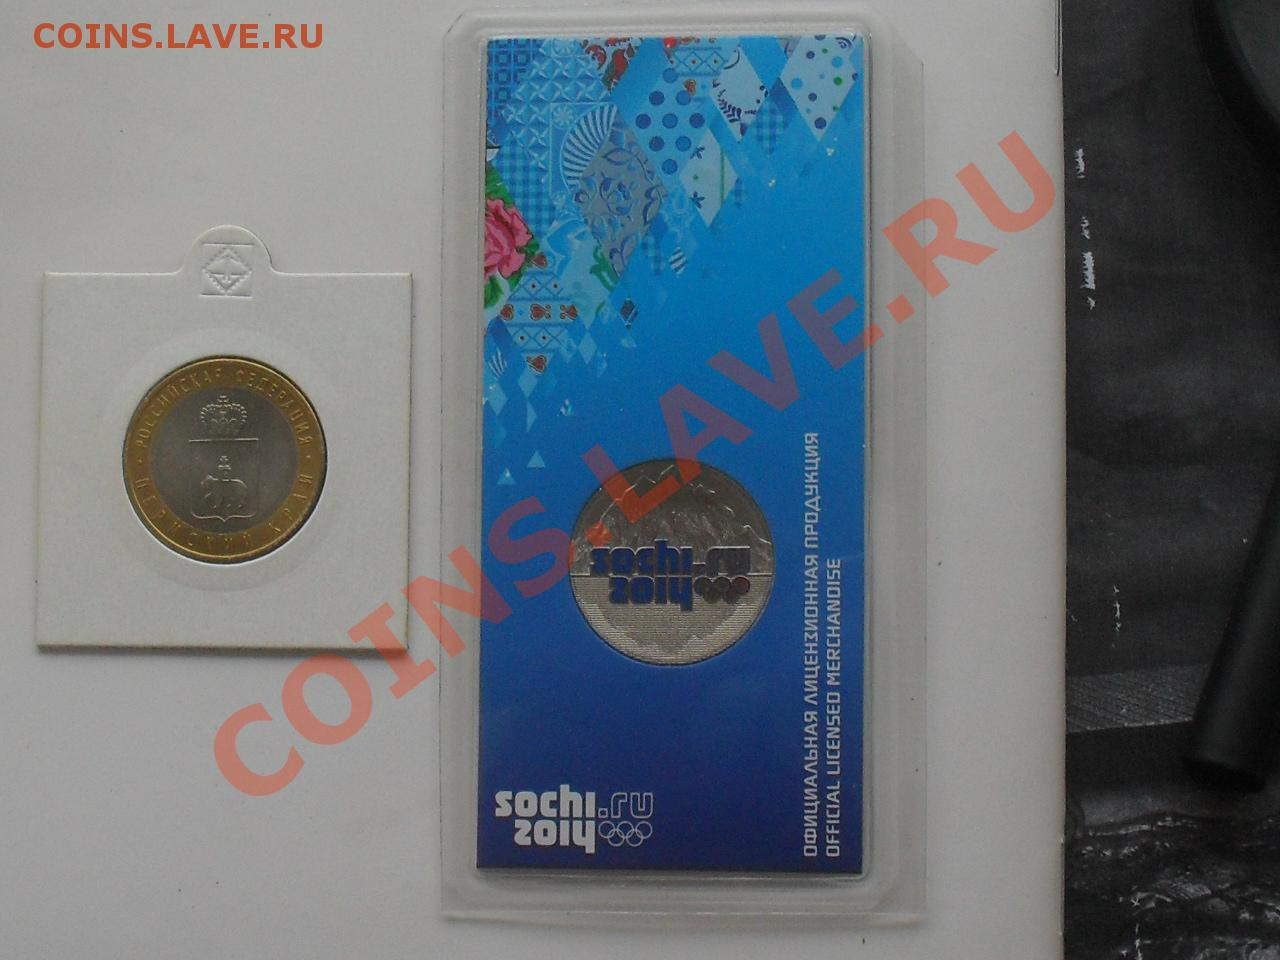 COINS.LAVE.RU
РОССИЙСКАЯ ФЕДЕРАЦИЯ
ПЕРМСКИЙ КРАЙ
sochi.ru
2014
sochi.ru
2014
ОФИЦИАЛЬНАЯ ЛИЦЕНЗИОННАЯ ПРОДУКЦИЯ
OFFICIAL LICENSED MERCHANDISE
COINS.LAVE.RU